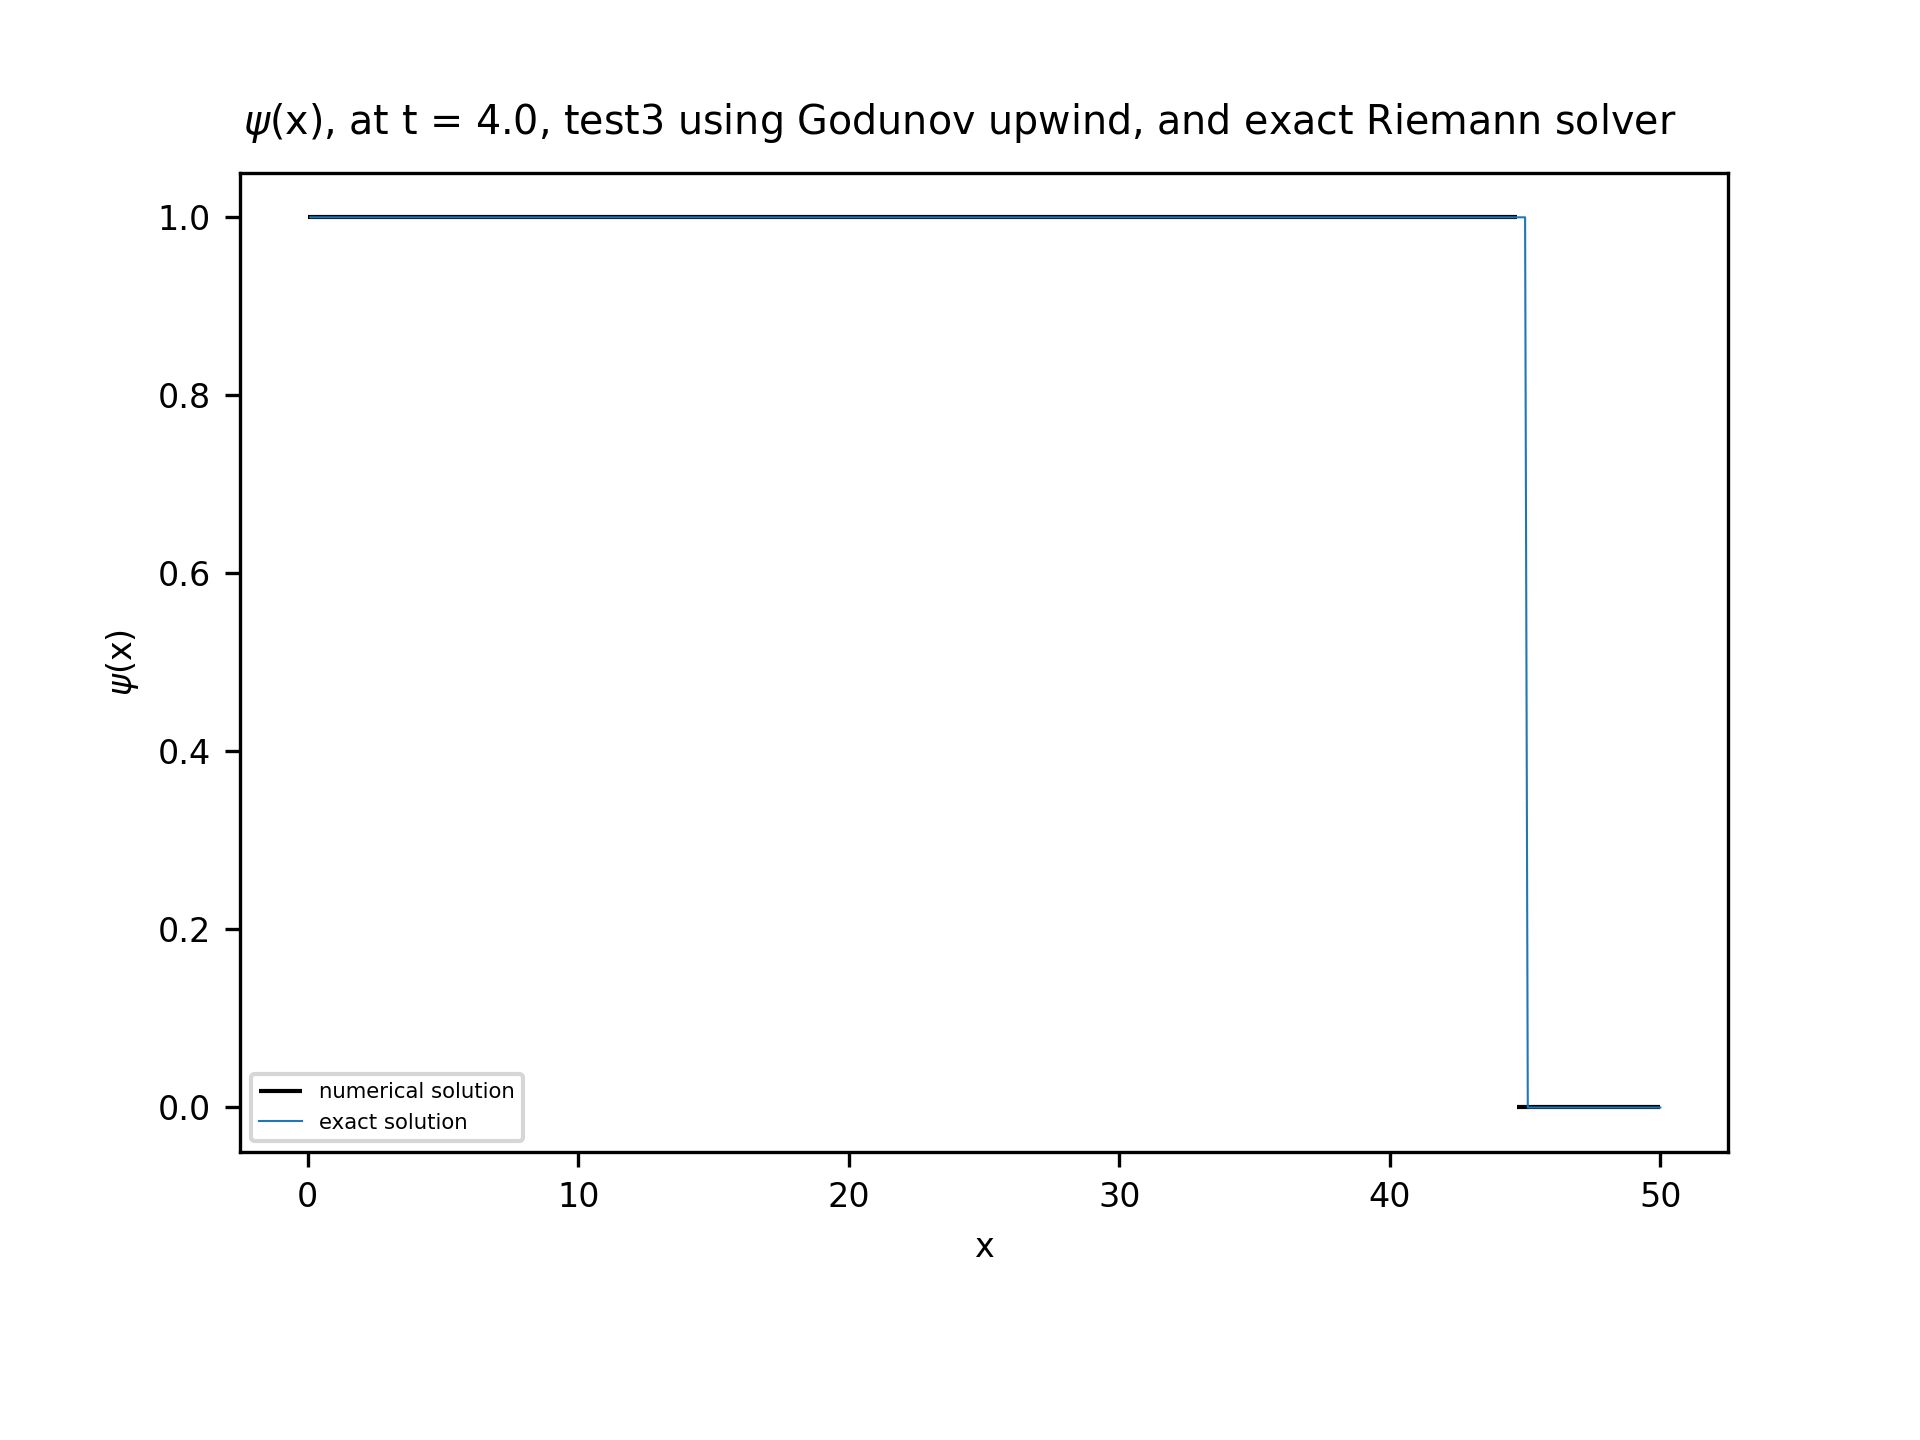 ψ(x), at t = 4.0, test3 using Godunov upwind, and exact Riemann solver
1.0
0.8
0.6
0.4
0.2
0.0
ψ(x)
numerical solution
exact solution
0 10 20 30 40 50
x